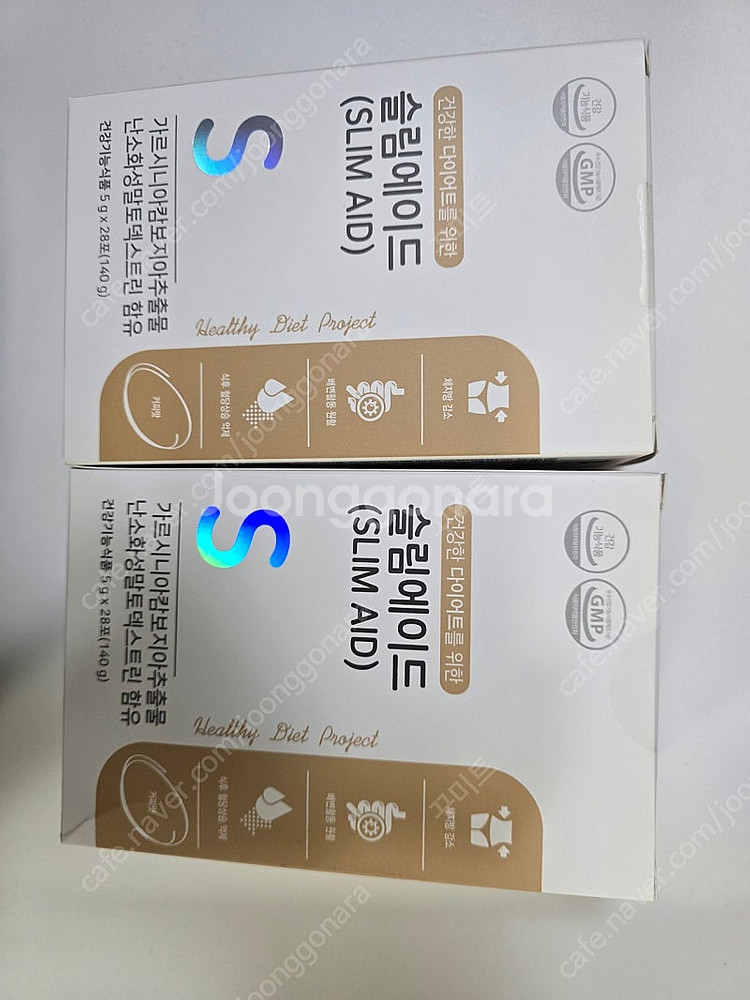 건강
기능식품
GMP
건강한 다이어트를 위한
슬림에이드
(SLIM AID)
S
가르시니아캄보지아추출물
난소화성말토덱스트린 함유
건강기능식품 5 g x 28포(140 g)
Healthy Diet Project
커피맛
식후 혈당상승 억제
배변활동 원활
체지방 감소
건강
기능식품
GMP
건강한 다이어트를 위한
슬림에이드
(SLIM AID)
S
가르시니아캄보지아추출물
난소화성말토덱스트린 함유
건강기능식품 5 g x 28포(140 g)
Healthy Diet Project
커피맛
식후 혈당상승 억제
배변활동 원활
체지방 감소
joonggonara
cafe.naver.com/joonggonara